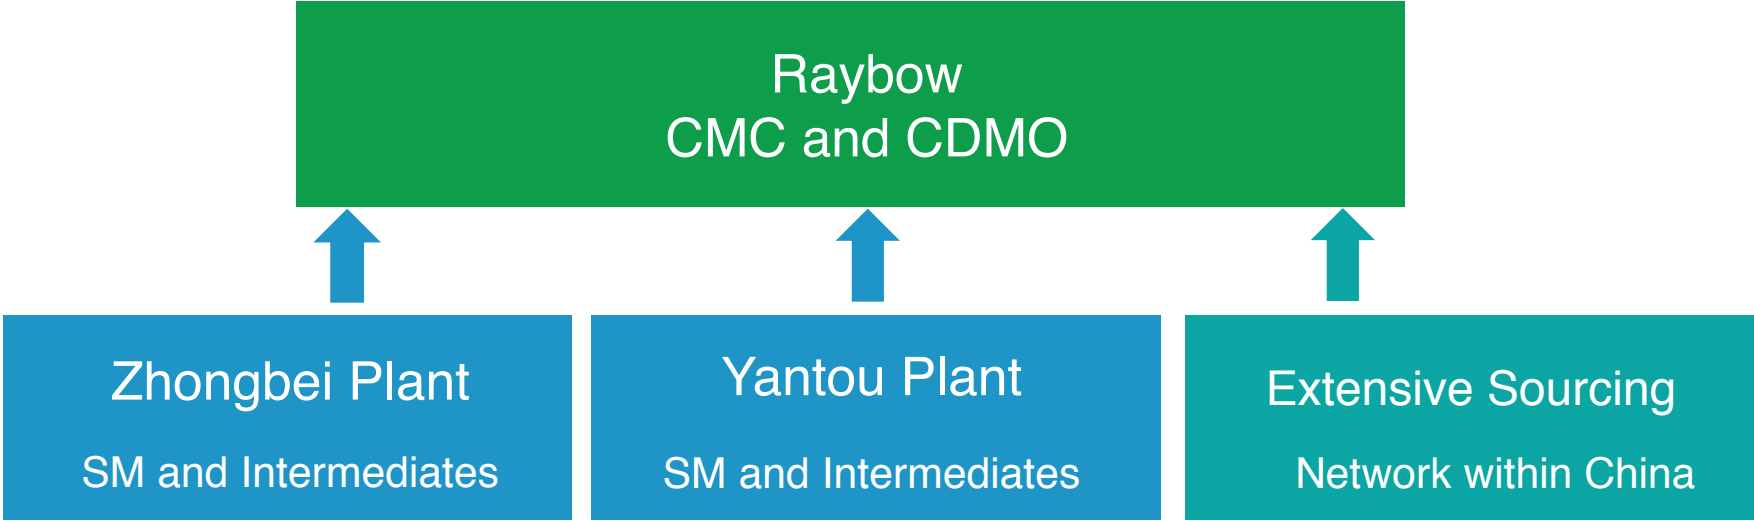 Raybow
CMC and CDMO
Zhongbei Plant
SM and Intermediates
Yantou Plant
SM and Intermediates
Extensive Sourcing
Network within China